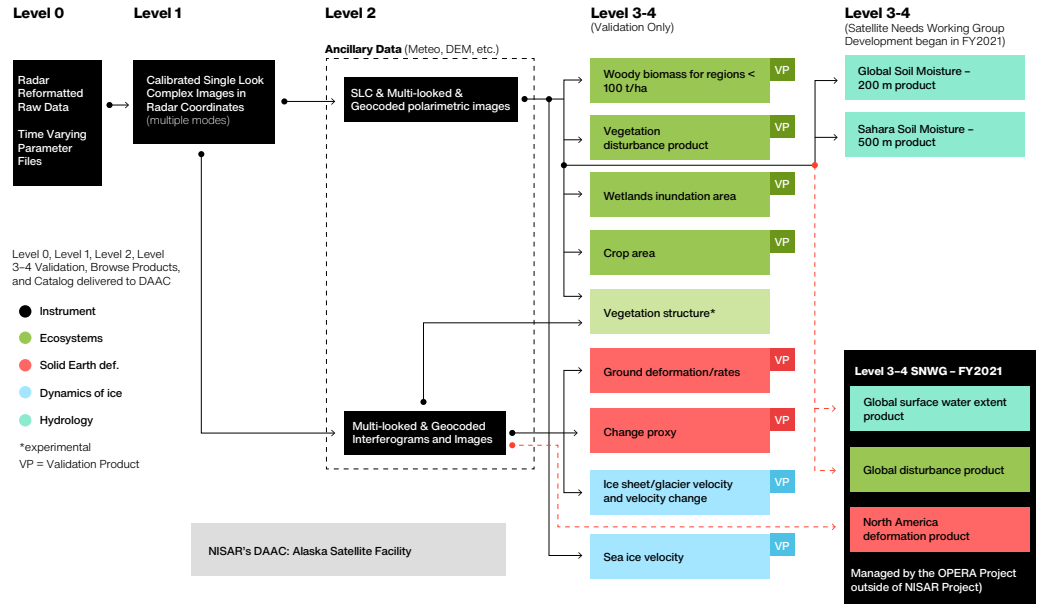 Level 0
Level 1
Level 2
Level 3-4
(Validation Only)
Level 3-4
(Satellite Needs Working Group
Development began in FY2021)
Radar
Reformatted
Raw Data
Time Varying
Parameter
Files
Calibrated Single Look
Complex Images in
Radar Coordinates
(multiple modes)
Ancillary Data (Meteo, DEM, etc.)
SLC & Multi-looked &
Geocoded polarimetric images
Multi-looked & Geocoded
Interferograms and Images
Woody biomass for regions <
100 t/ha
VP
Vegetation
disturbance product
VP
Wetlands inundation area
VP
Crop area
VP
Vegetation structure*
Ground deformation/rates
VP
Change proxy
VP
Ice sheet/glacier velocity
and velocity change
VP
Sea ice velocity
VP
Global Soil Moisture –
200 m product
Sahara Soil Moisture –
500 m product
Level 3–4 SNWG – FY2021
Global surface water extent
product
Global disturbance product
North America
deformation product
Managed by the OPERA Project
outside of NISAR Project)
Level 0, Level 1, Level 2, Level
3–4 Validation, Browse Products,
and Catalog delivered to DAAC
Instrument
Ecosystems
Solid Earth def.
Dynamics of ice
Hydrology
*experimental
VP = Validation Product
NISAR's DAAC: Alaska Satellite Facility